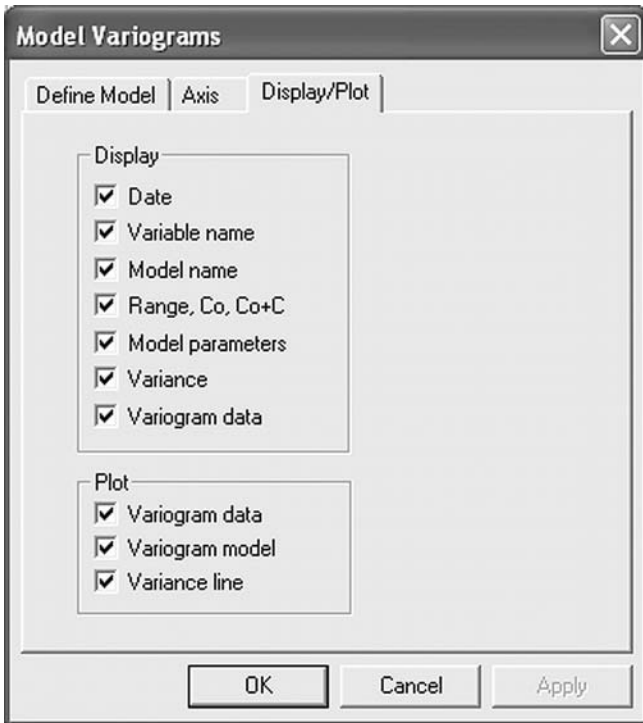 Model Variograms
Define Model Axis Display/Plot
Display
Date
Variable name
Model name
Range, Co, Co+C
Model parameters
Variance
Variogram data
Plot
Variogram data
Variogram model
Variance line
OK Cancel Apply